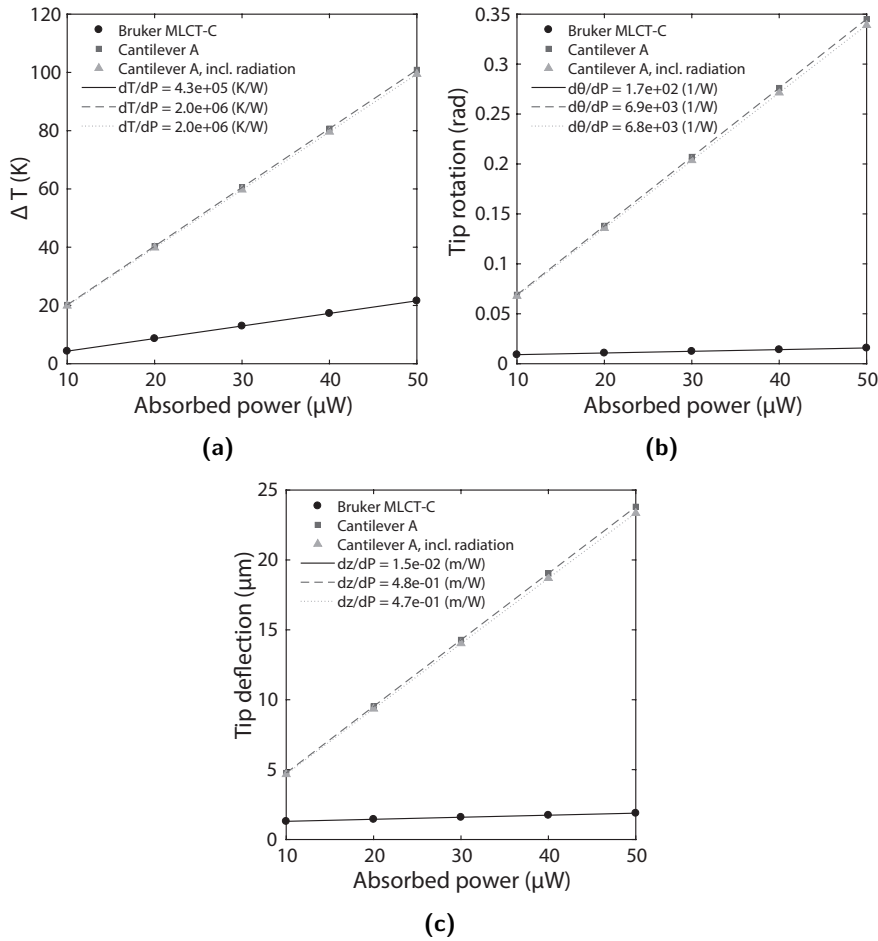 120
100
80
60
40
20
0
Δ T (K)
Bruker MLCT-C
Cantilever A
Cantilever A, incl. radiation
dT/dP = 4.3e+05 (K/W)
dT/dP = 2.0e+06 (K/W)
dT/dP = 2.0e+06 (K/W)
10 20 30 40 50
Absorbed power (μW)
(a)
0.35
0.3
0.25
0.2
0.15
0.1
0.05
0
Tip rotation (rad)
Bruker MLCT-C
Cantilever A
Cantilever A, incl. radiation
dθ/dP = 1.7e+02 (1/W)
dθ/dP = 6.9e+03 (1/W)
dθ/dP = 6.8e+03 (1/W)
10 20 30 40 50
Absorbed power (μW)
(b)
25
20
15
10
5
0
Tip deflection (μm)
Bruker MLCT-C
Cantilever A
Cantilever A, incl. radiation
dz/dP = 1.5e-02 (m/W)
dz/dP = 4.8e-01 (m/W)
dz/dP = 4.7e-01 (m/W)
10 20 30 40 50
Absorbed power (μW)
(c)